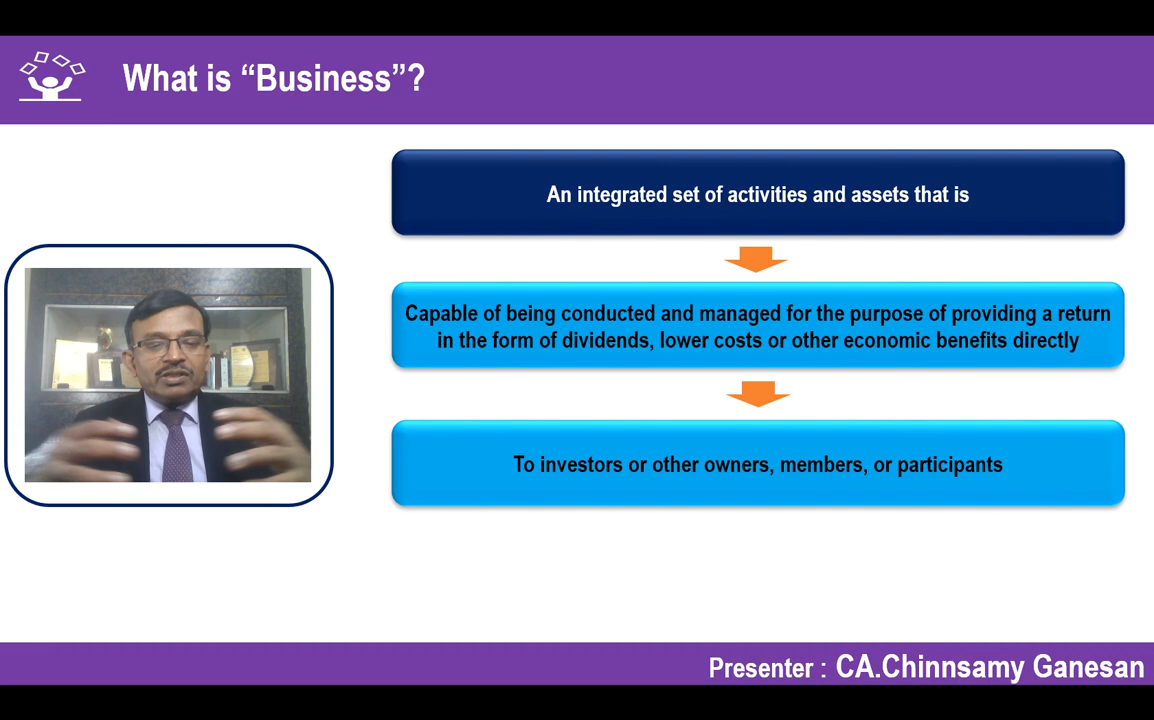 What is “Business”?
An integrated set of activities and assets that is
Capable of being conducted and managed for the purpose of providing a return
in the form of dividends, lower costs or other economic benefits directly
To investors or other owners, members, or participants
Presenter : CA.Chinnsamy Ganesan